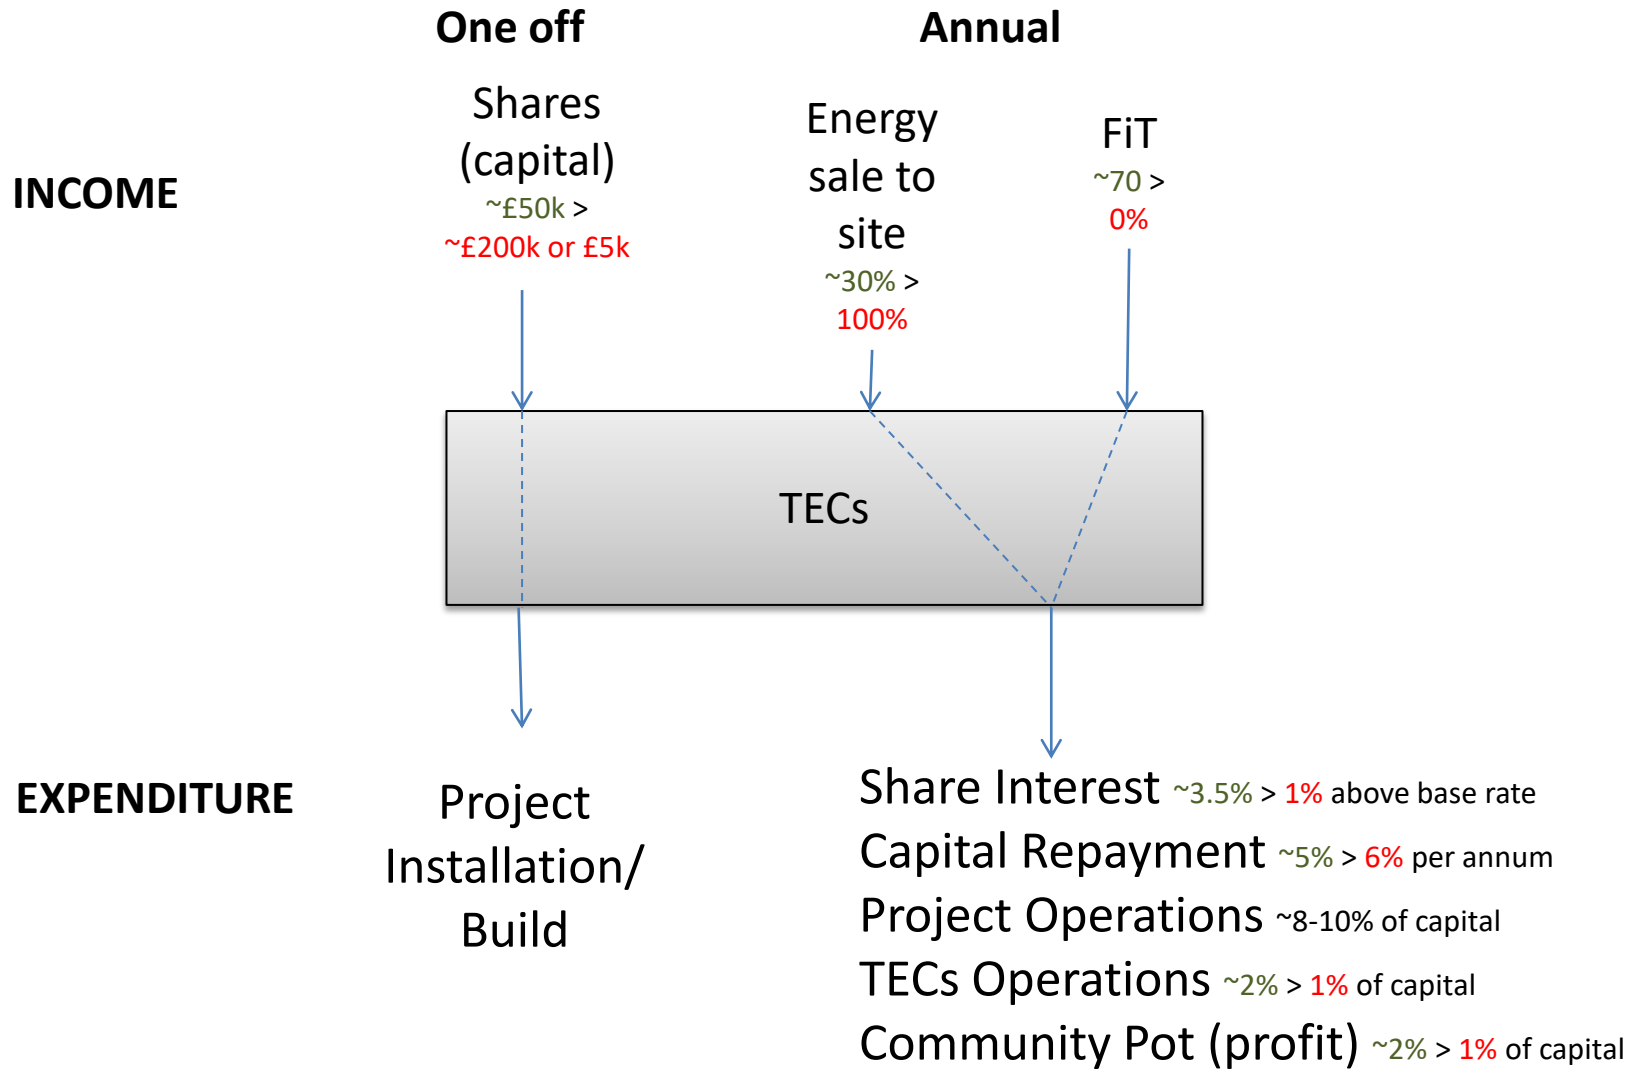 One off
Annual
INCOME
Shares
(capital)
~£50k >
~£200k or £5k
Energy
sale to
site
~30% >
100%
FiT
~70 >
0%
TECs
EXPENDITURE
Project
Installation/
Build
Share Interest ~3.5% > 1% above base rate
Capital Repayment ~5% > 6% per annum
Project Operations ~8-10% of capital
TECs Operations ~2% > 1% of capital
Community Pot (profit) ~2% > 1% of capital